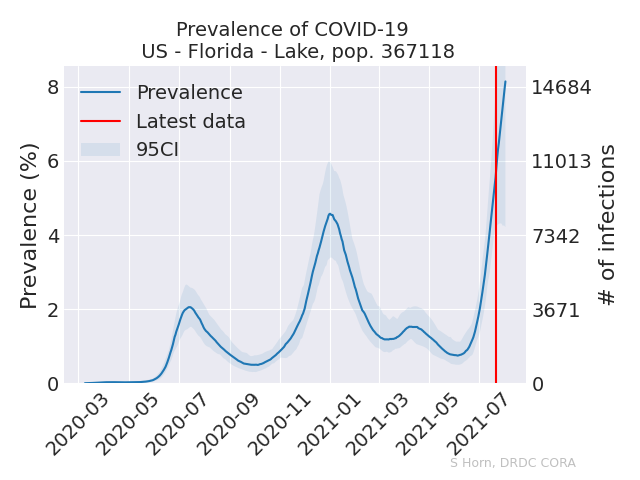 Prevalence of COVID-19
US - Florida - Lake, pop. 367118
Prevalence
Latest data
95CI
Prevalence (%)
8
6
4
2
0
14684
11013
7342
3671
0
# of infections
2020-03
2020-05
2020-07
2020-09
2020-11
2021-01
2021-03
2021-05
2021-07
S Horn, DRDC CORA